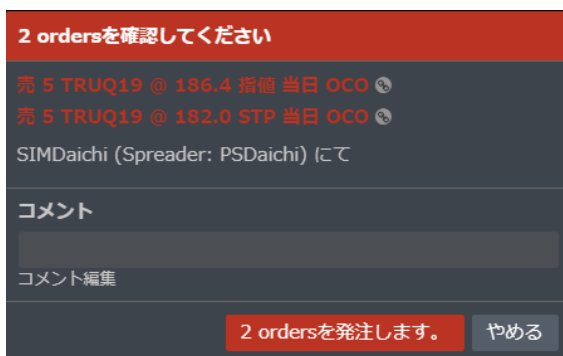 2 ordersを確認してください
売 5 TRUQ19 @ 186.4 指値 当日 OCO
売 5 TRUQ19 @ 182.0 STP 当日 OCO
SIMDaichi (Spreader: PSDaichi) にて
コメント
コメント編集
2 ordersを発注します。 やめる